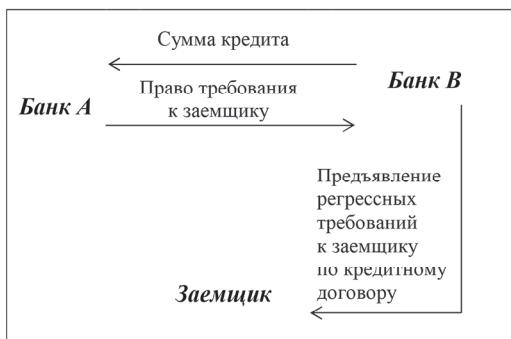 Сумма кредита
Банк В
Право требования
к заемщику
Банк А
Предъявление
регрессных
требований
к заемщику
по кредитному
договору
Заемщик